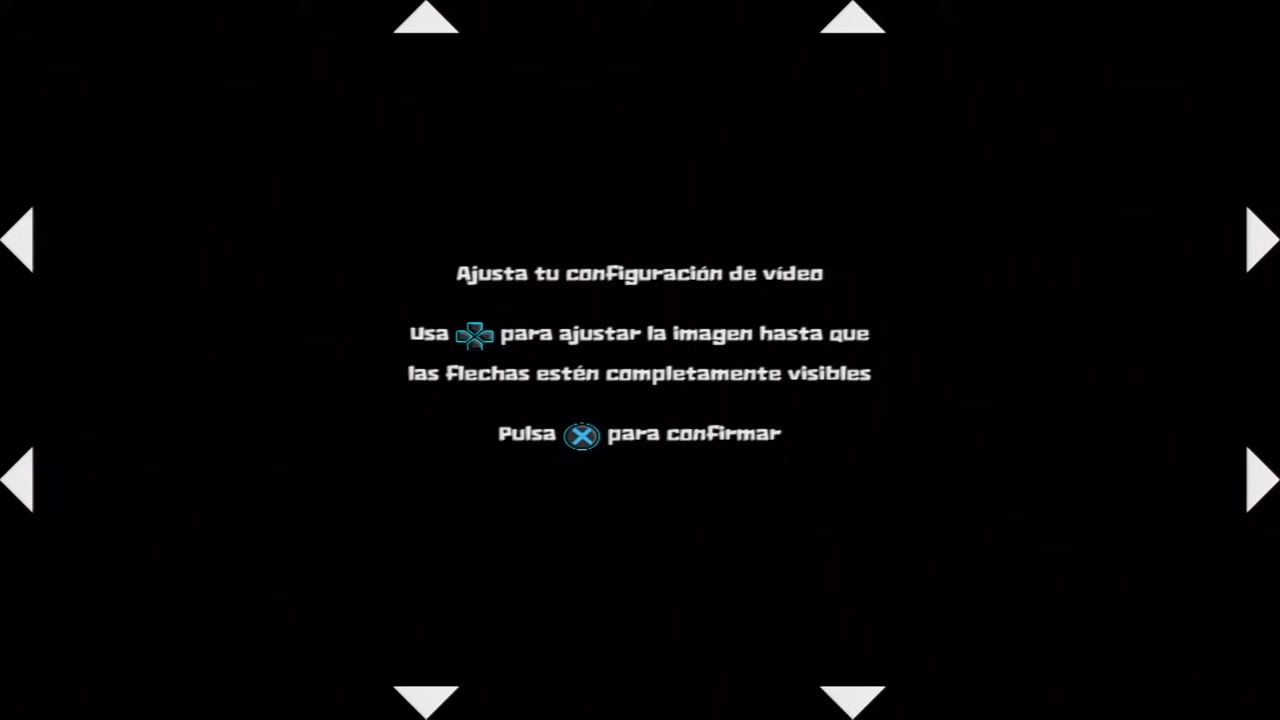 Ajusta tu configuración de vídeo
Usa para ajustar la imagen hasta que
las flechas estén completamente visibles
Pulsa para confirmar